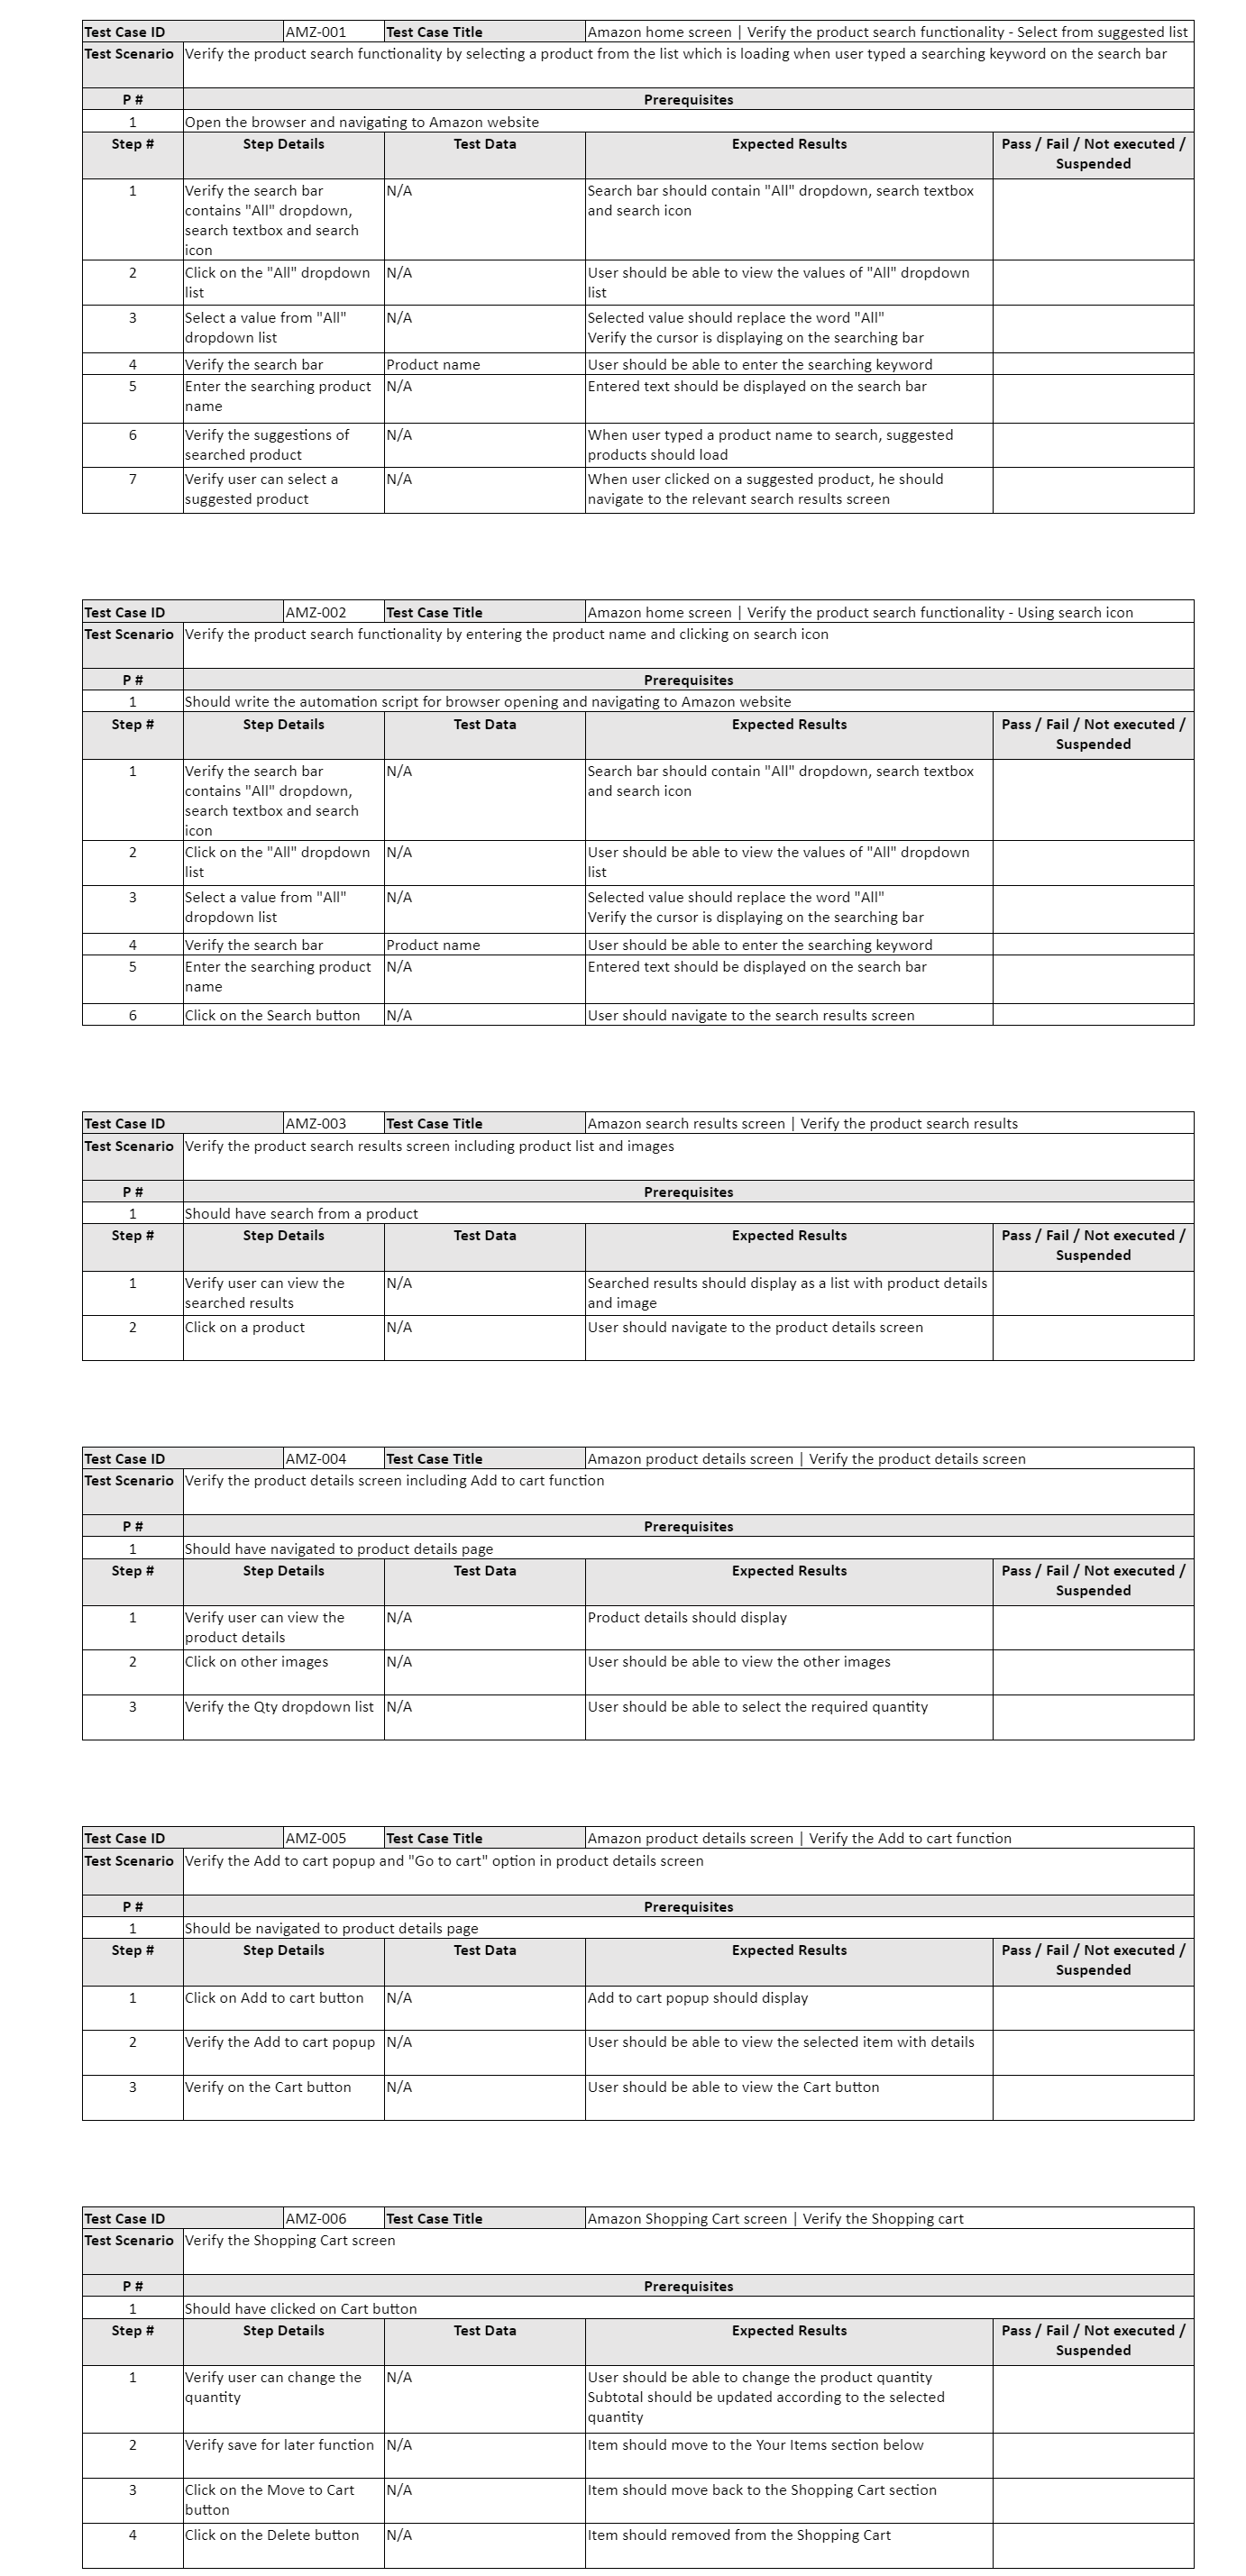 Test Case ID AMZ-001 Test Case Title Amazon home screen | Verify the product search functionality - Select from suggested list
Test Scenario Verify the product search functionality by selecting a product from the list which is loading when user typed a searching keyword on the search bar
P # Prerequisites
1 Open the browser and navigating to Amazon website
Step # Step Details Test Data Expected Results Pass / Fail / Not executed /
Suspended
1 Verify the search bar N/A Search bar should contain "All" dropdown, search textbox
contains "All" dropdown, and search icon
search textbox and search
icon
2 Click on the "All" dropdown N/A User should be able to view the values of "All" dropdown
list list
3 Select a value from "All" N/A Selected value should replace the word "All"
dropdown list Verify the cursor is displaying on the searching bar
4 Verify the search bar Product name User should be able to enter the searching keyword
5 Enter the searching product N/A Entered text should be displayed on the search bar
name
6 Verify the suggestions of N/A When user typed a product name to search, suggested
searched product products should load
7 Verify user can select a N/A When user clicked on a suggested product, he should
suggested product navigate to the relevant search results screen
Test Case ID AMZ-002 Test Case Title Amazon home screen | Verify the product search functionality - Using search icon
Test Scenario Verify the product search functionality by entering the product name and clicking on search icon
P # Prerequisites
1 Should write the automation script for browser opening and navigating to Amazon website
Step # Step Details Test Data Expected Results Pass / Fail / Not executed /
Suspended
1 Verify the search bar N/A Search bar should contain "All" dropdown, search textbox
contains "All" dropdown, and search icon
search textbox and search
icon
2 Click on the "All" dropdown N/A User should be able to view the values of "All" dropdown
list list
3 Select a value from "All" N/A Selected value should replace the word "All"
dropdown list Verify the cursor is displaying on the searching bar
4 Verify the search bar Product name User should be able to enter the searching keyword
5 Enter the searching product N/A Entered text should be displayed on the search bar
name
6 Click on the Search button N/A User should navigate to the search results screen
Test Case ID AMZ-003 Test Case Title Amazon search results screen | Verify the product search results
Test Scenario Verify the product search results screen including product list and images
P # Prerequisites
1 Should have search from a product
Step # Step Details Test Data Expected Results Pass / Fail / Not executed /
Suspended
1 Verify user can view the N/A Searched results should display as a list with product details
searched results and image
2 Click on a product N/A User should navigate to the product details screen
Test Case ID AMZ-004 Test Case Title Amazon product details screen | Verify the product details screen
Test Scenario Verify the product details screen including Add to cart function
P # Prerequisites
1 Should have navigated to product details page
Step # Step Details Test Data Expected Results Pass / Fail / Not executed /
Suspended
1 Verify user can view the N/A Product details should display
product details
2 Click on other images N/A User should be able to view the other images
3 Verify the Qty dropdown list N/A User should be able to select the required quantity
Test Case ID AMZ-005 Test Case Title Amazon product details screen | Verify the Add to cart function
Test Scenario Verify the Add to cart popup and "Go to cart" option in product details screen
P # Prerequisites
1 Should be navigated to product details page
Step # Step Details Test Data Expected Results Pass / Fail / Not executed /
Suspended
1 Click on Add to cart button N/A Add to cart popup should display
2 Verify the Add to cart popup N/A User should be able to view the selected item with details
3 Verify on the Cart button N/A User should be able to view the Cart button
Test Case ID AMZ-006 Test Case Title Amazon Shopping Cart screen | Verify the Shopping cart
Test Scenario Verify the Shopping Cart screen
P # Prerequisites
1 Should have clicked on Cart button
Step # Step Details Test Data Expected Results Pass / Fail / Not executed /
Suspended
1 Verify user can change the N/A User should be able to change the product quantity
quantity Subtotal should be updated according to the selected
quantity
2 Verify save for later function N/A Item should move to the Your Items section below
3 Click on the Move to Cart N/A Item should move back to the Shopping Cart section
button
4 Click on the Delete button N/A Item should removed from the Shopping Cart